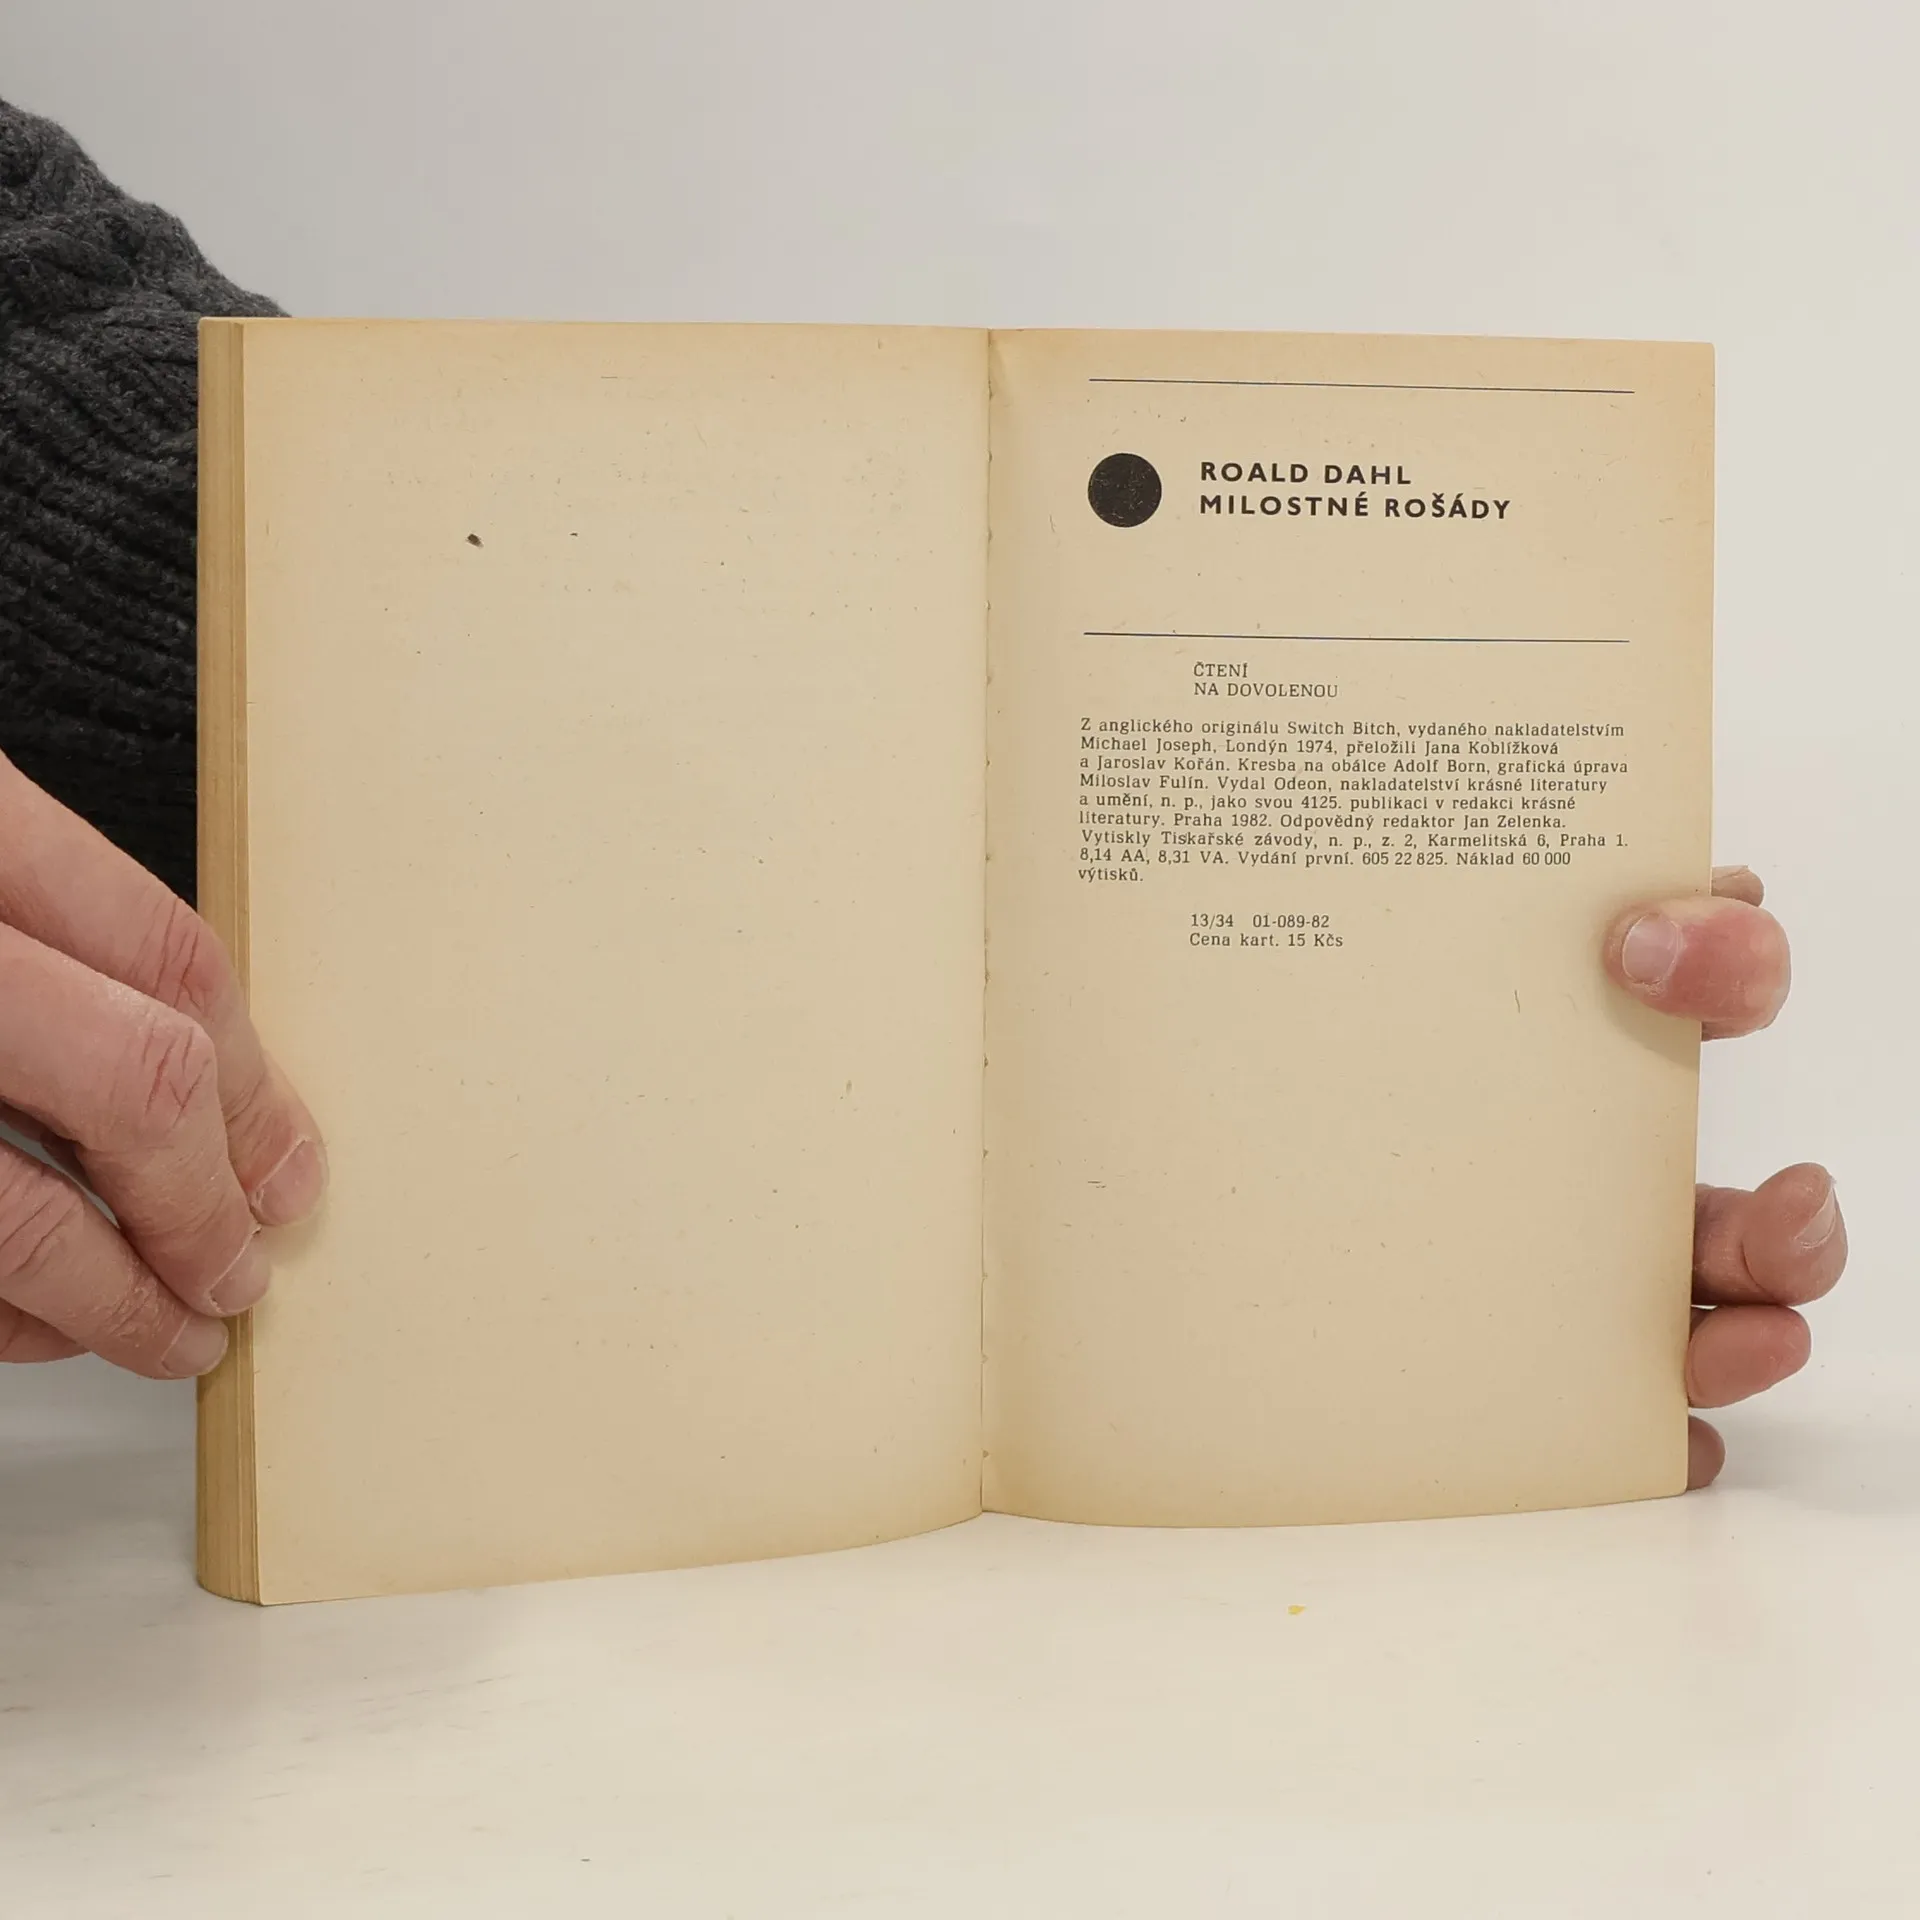 ROALD DAHL
MILOSTNÉ ROŠÁDY
ČTENÍ
NA DOVOLENOU
Z anglického originálu Switch Bitch, vydaného nakladatelstvím
Michael Joseph, Londýn 1974, přeložili Jana Koblížková
a Jaroslav Kořán. Kresba na obálce Adolf Born, grafická úprava
Miloslav Fulín. Vydal Odeon, nakladatelství krásné literatury
a umění, n. p., jako svou 4125. publikaci v redakci krásné
literatury. Praha 1982. Odpovědný redaktor Jan Zelenka.
Vytiskly Tiskařské závody, n. p., z. 2, Karmelitská 6, Praha 1.
8,14 AA, 8,31 VA. Vydání první. 605 22 825. Náklad 60 000
výtisků.
13/34 01-089-82
Cena kart. 15 Kčs